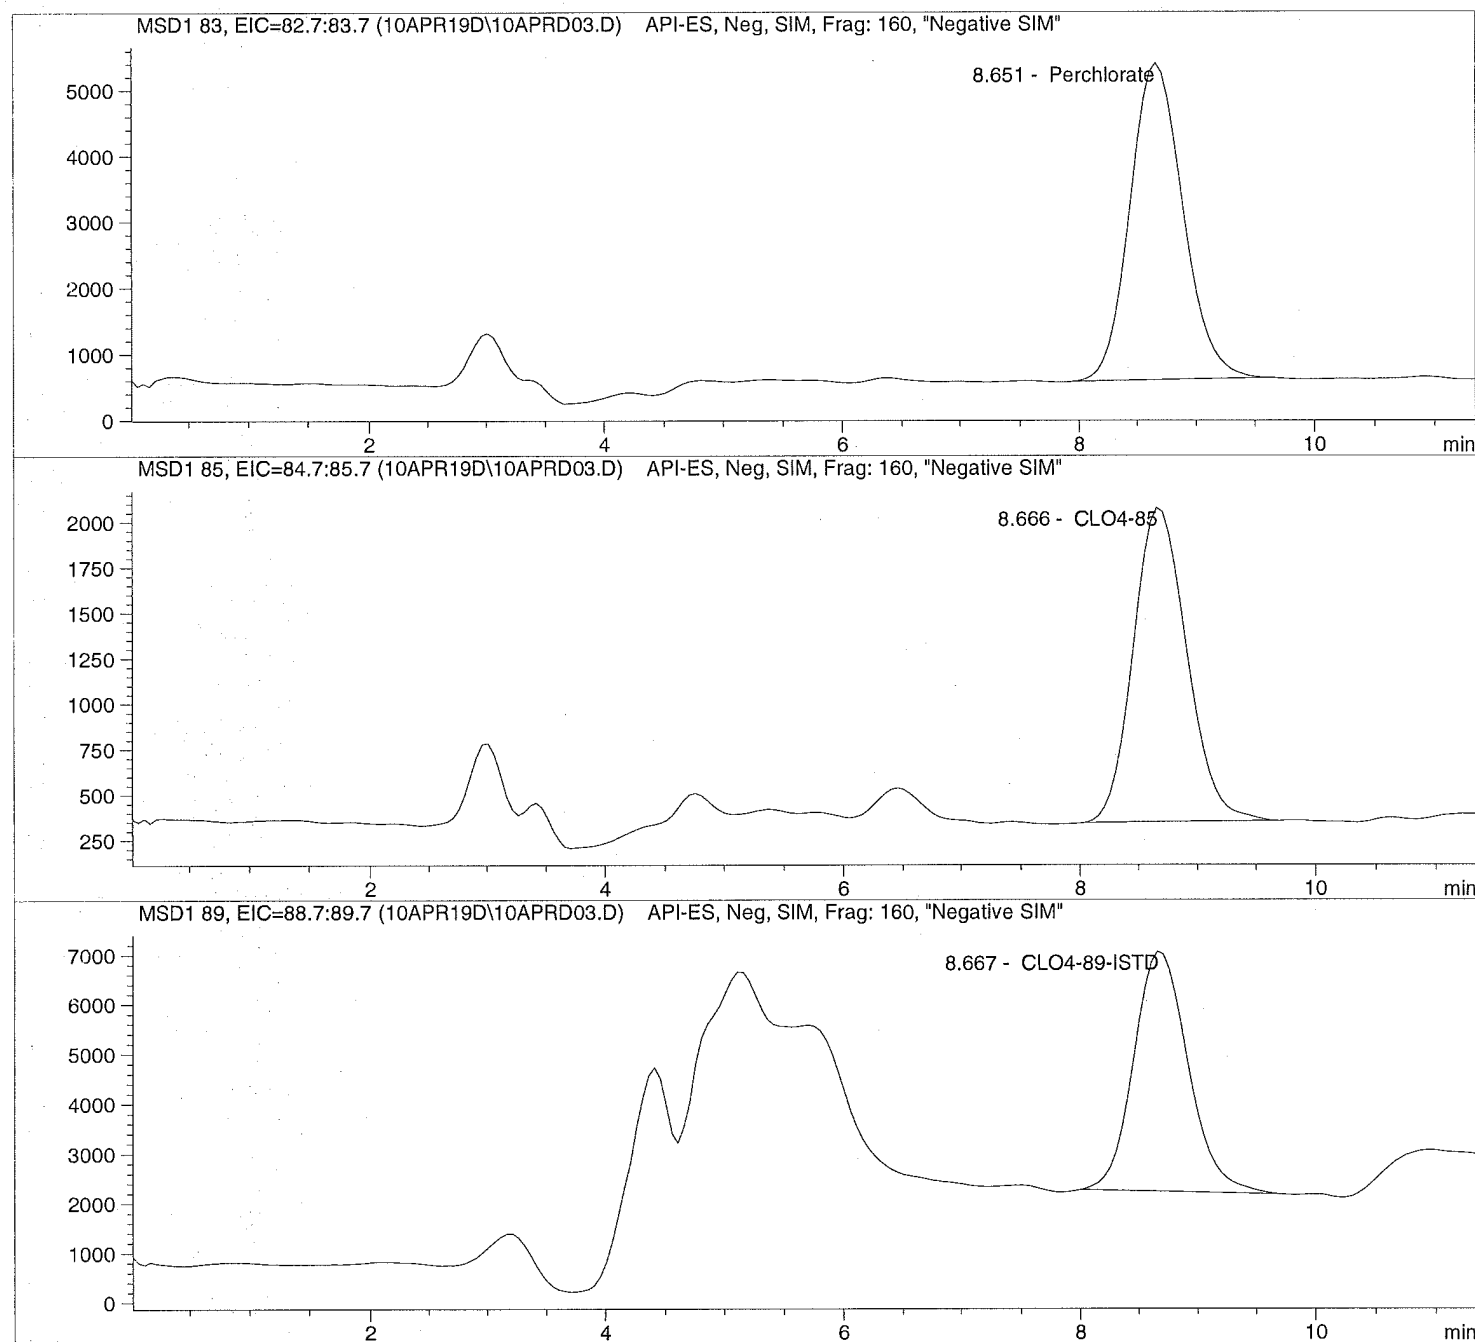 MSD1 83, EIC=82.7:83.7 (10APR19D\10APRD03.D) API-ES, Neg, SIM, Frag: 160, "Negative SIM"
8.651 - Perchlorate
5000
4000
3000
2000
1000
0
2 4 6 8 10 min
MSD1 85, EIC=84.7:85.7 (10APR19D\10APRD03.D) API-ES, Neg, SIM, Frag: 160, "Negative SIM"
8.666 - CLO4-85
2000
1750
1500
1250
1000
750
500
250
2 4 6 8 10 min
MSD1 89, EIC=88.7:89.7 (10APR19D\10APRD03.D) API-ES, Neg, SIM, Frag: 160, "Negative SIM"
8.667 - CLO4-89-ISTD
7000
6000
5000
4000
3000
2000
1000
0
2 4 6 8 10 min